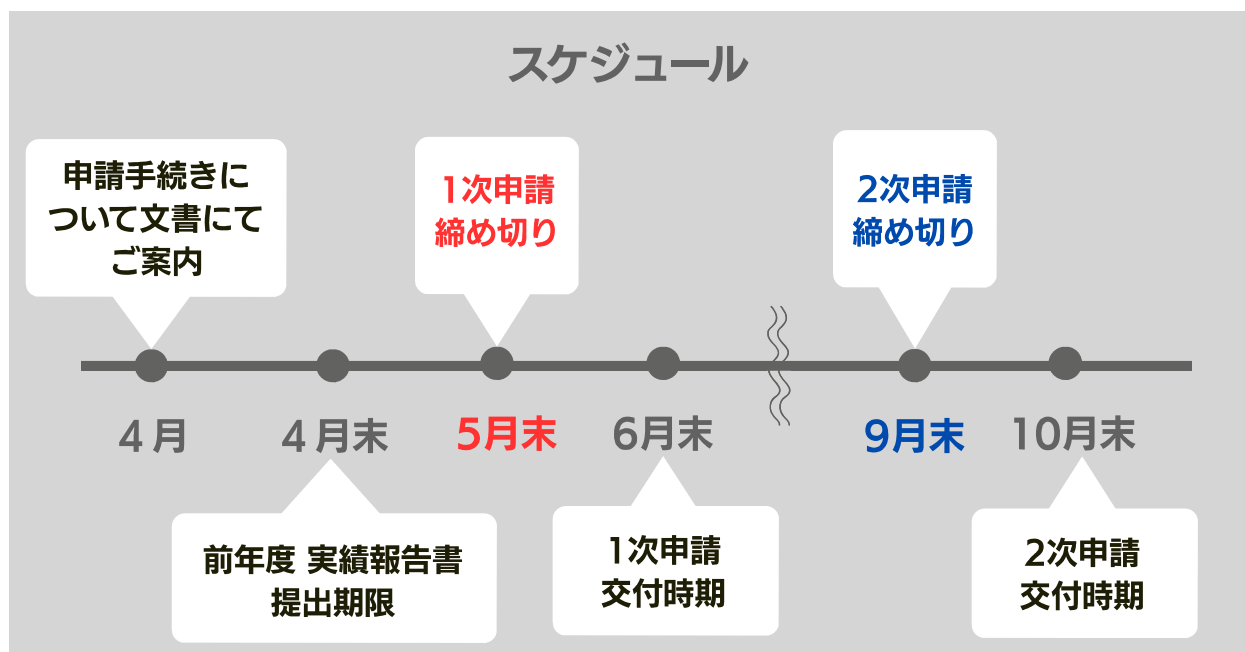 スケジュール
申請手続きに
ついて文書にて
ご案内
1次申請
締め切り
2次申請
締め切り
4月
4月末
5月末
6月末
9月末
10月末
前年度 実績報告書
提出期限
1次申請
交付時期
2次申請
交付時期